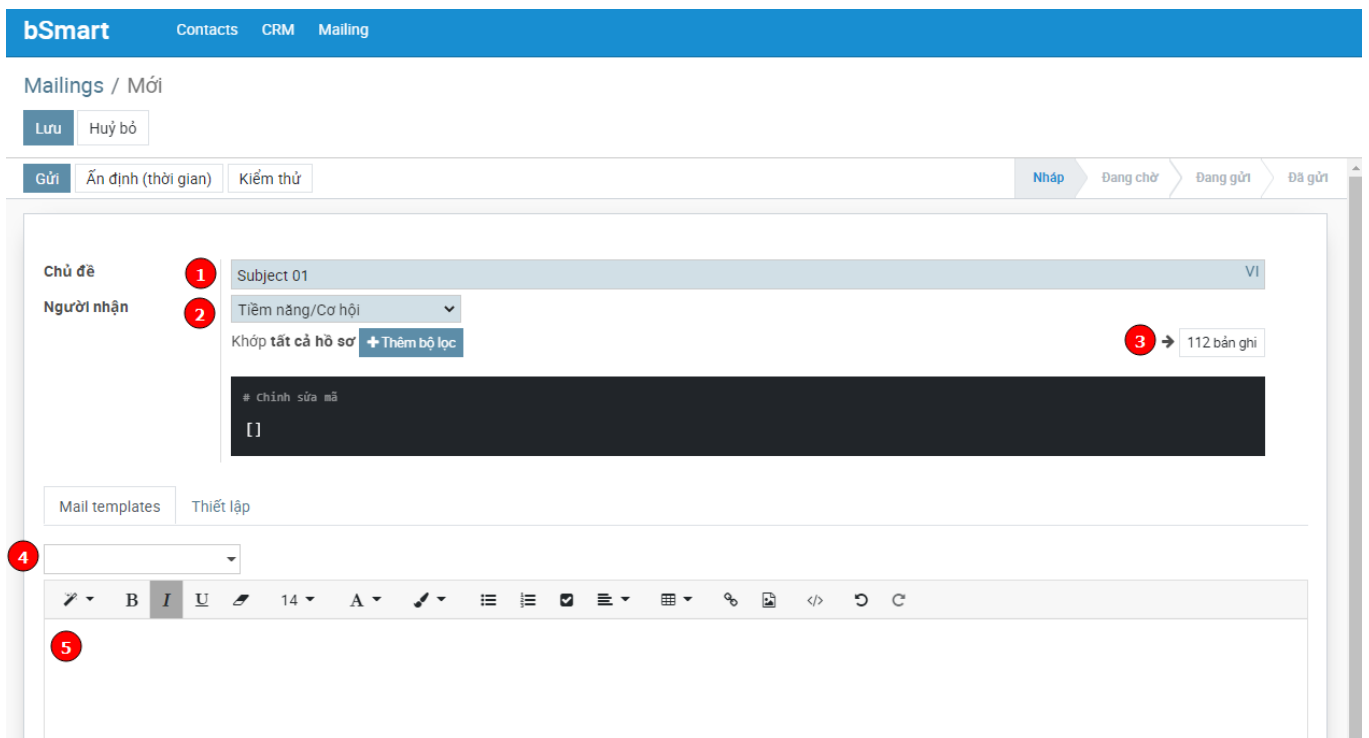 bSmart Contacts CRM Mailing
Mailings / Mới
Lưu Huỷ bỏ
Gửi Ấn định (thời gian) Kiểm thử Nháp Đang chờ Đang gửi Đã gửi
Chủ đề 1 Subject 01 VI
Người nhận 2 Tiềm năng/Cơ hội
Khớp tất cả hồ sơ Thêm bộ lọc 3 112 bản ghi
# Chỉnh sửa mã
[]
Mail templates Thiết lập
4
B I U 14 A
5